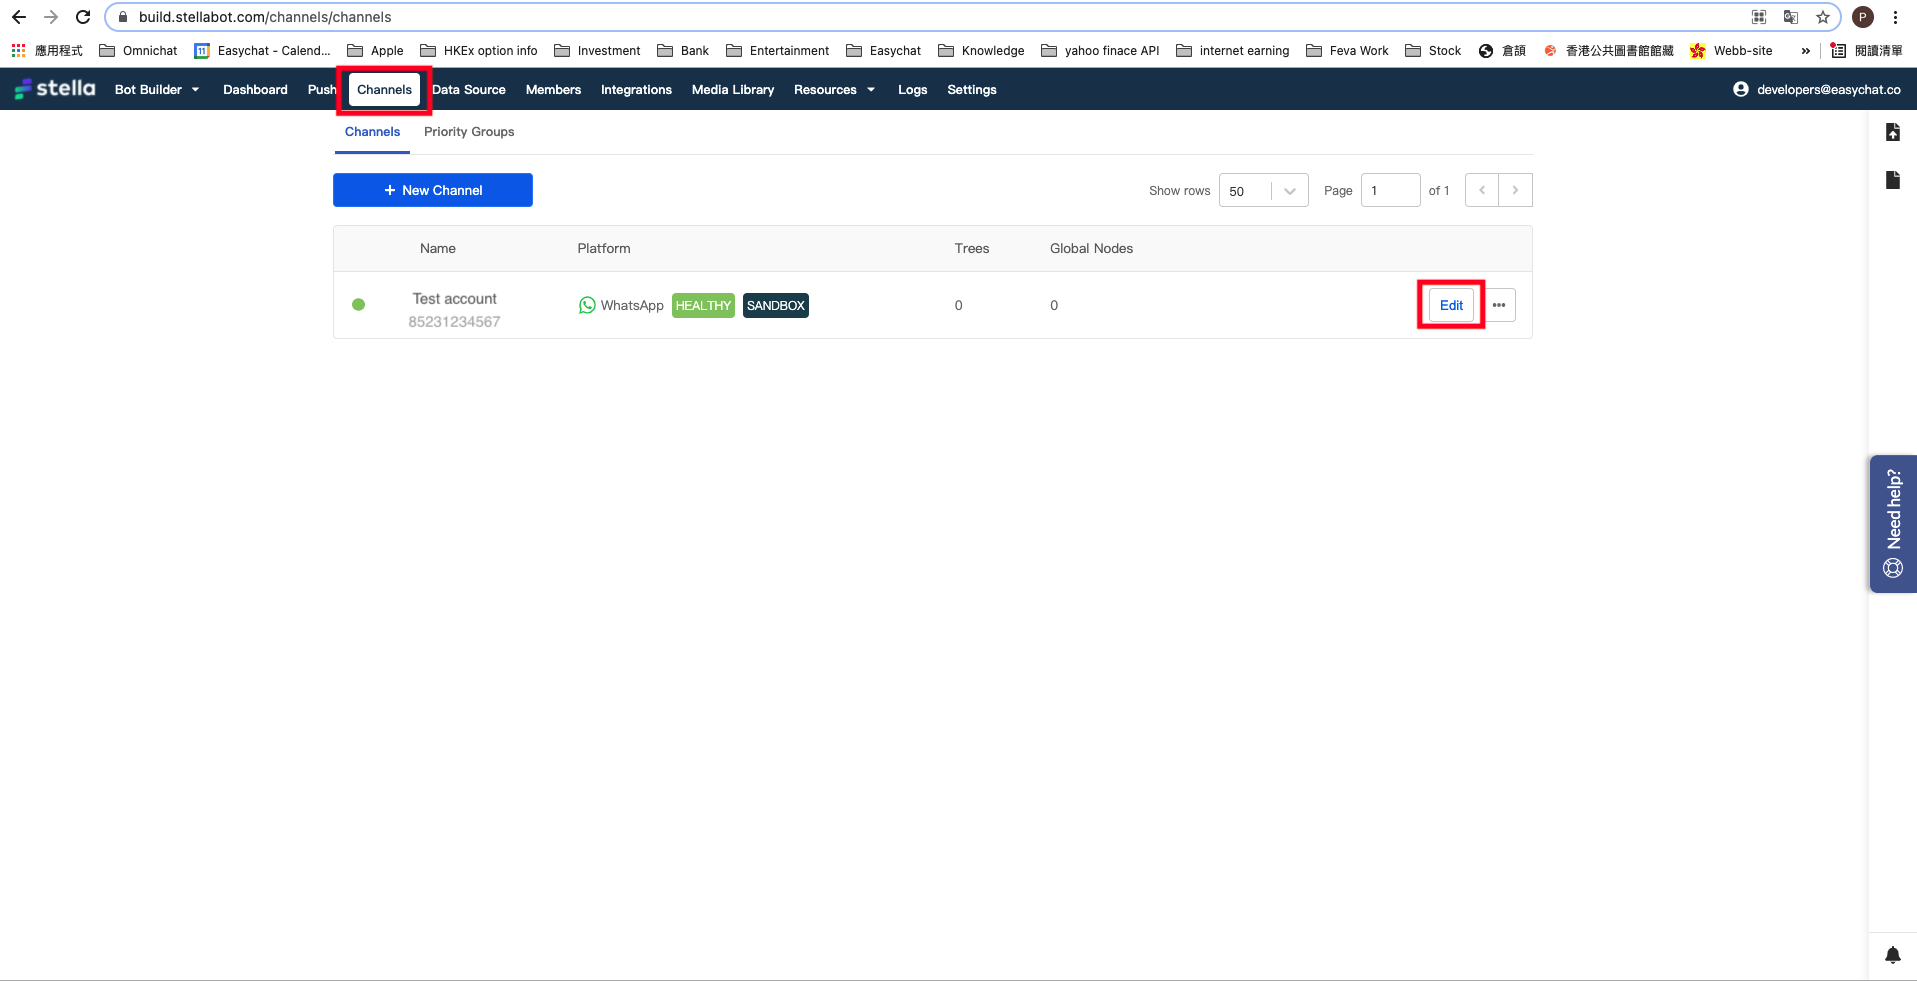 build.stellabot.com/channels/channels
P
應用程式 Omnichat 11 Easychat - Calend... Apple HKEx option info Investment Bank Entertainment Easychat Knowledge yahoo finace API internet earning Feva Work Stock 倉頡 香港公共圖書館館藏 Webb-site » 閱讀清單
stella Bot Builder Dashboard Push Channels Data Source Members Integrations Media Library Resources Logs Settings developers@easychat.co
Channels Priority Groups
+ New Channel Show rows 50 Page 1 of 1 < >
Name Platform Trees Global Nodes
Test account
85231234567
WhatsApp HEALTHY SANDBOX 0 0 Edit •••
Need help?